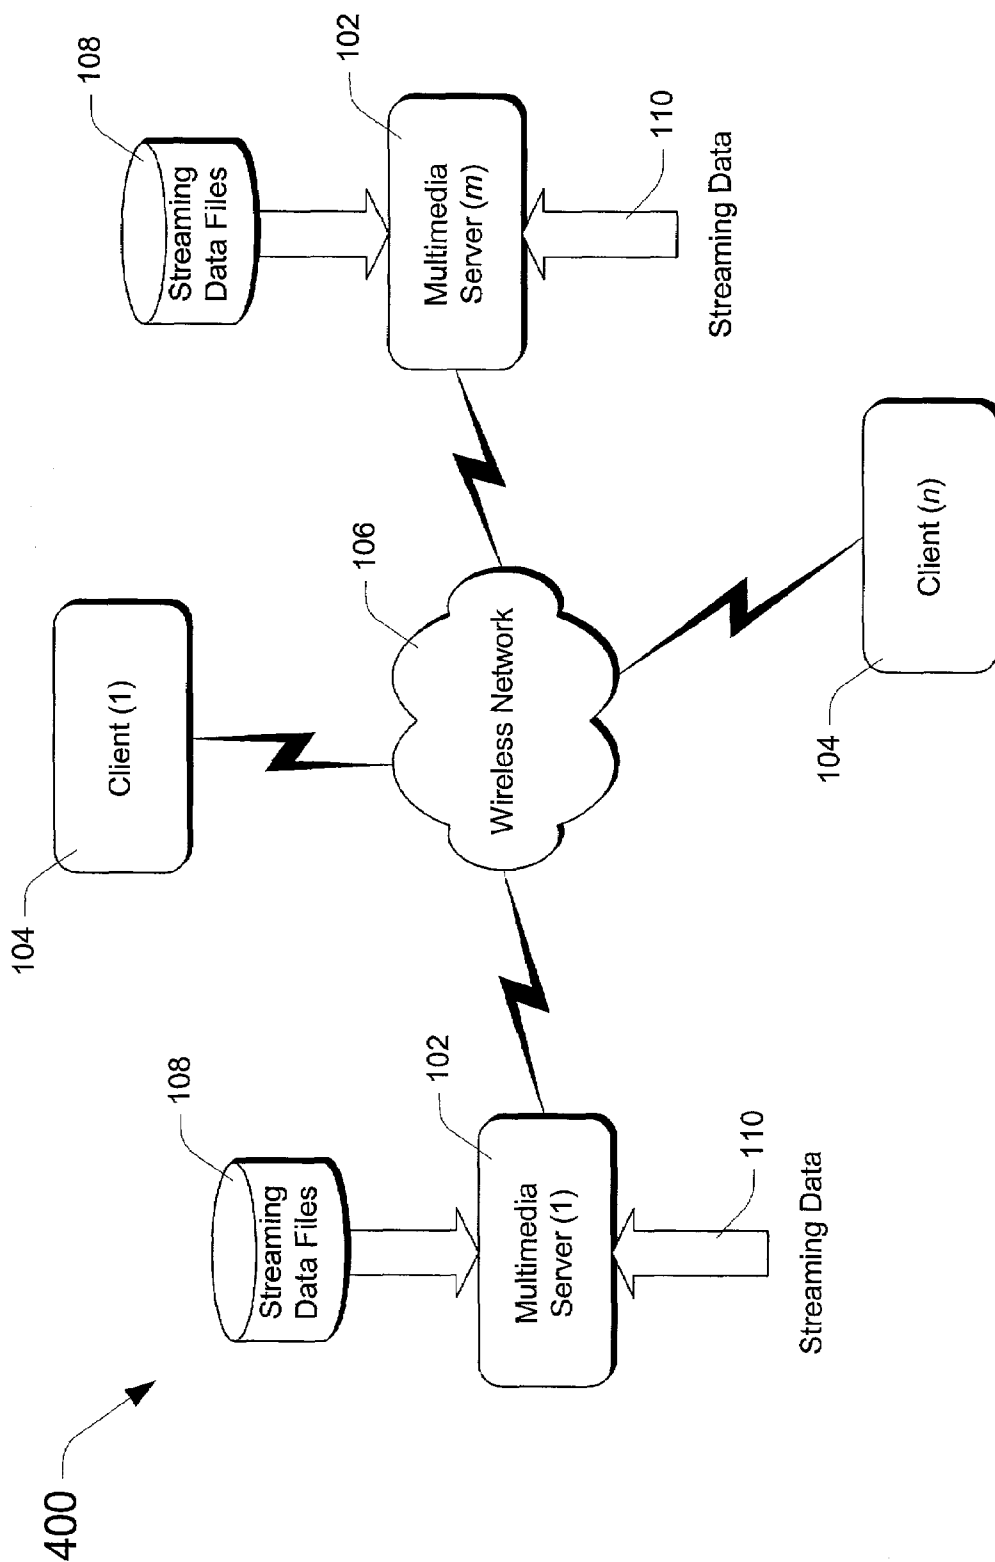 400
108
Streaming
Data Files
102
Multimedia
Server (1)
110
Streaming Data
104
Client (1)
106
Wireless Network
104
Client (n)
108
Streaming
Data Files
102
Multimedia
Server (m)
110
Streaming Data